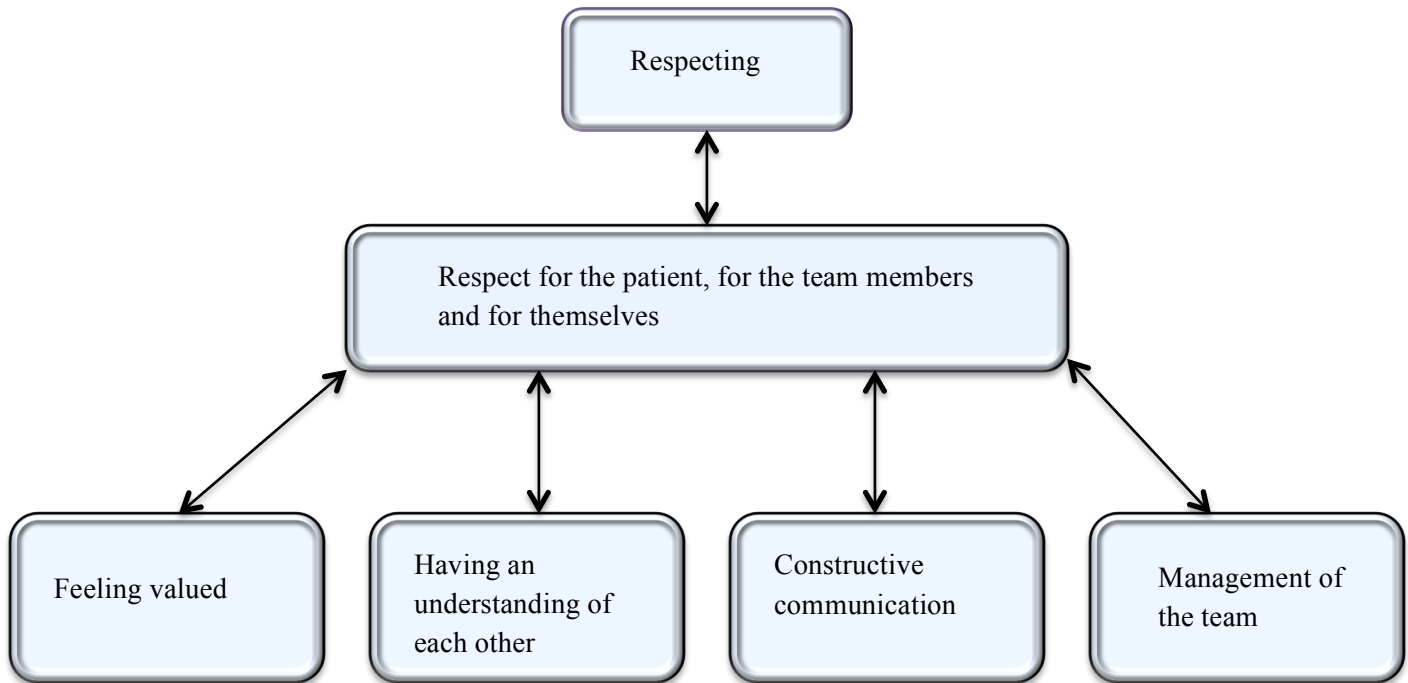 Respecting
Respect for the patient, for the team members
and for themselves
Feeling valued
Having an
understanding of
each other
Constructive
communication
Management of
the team